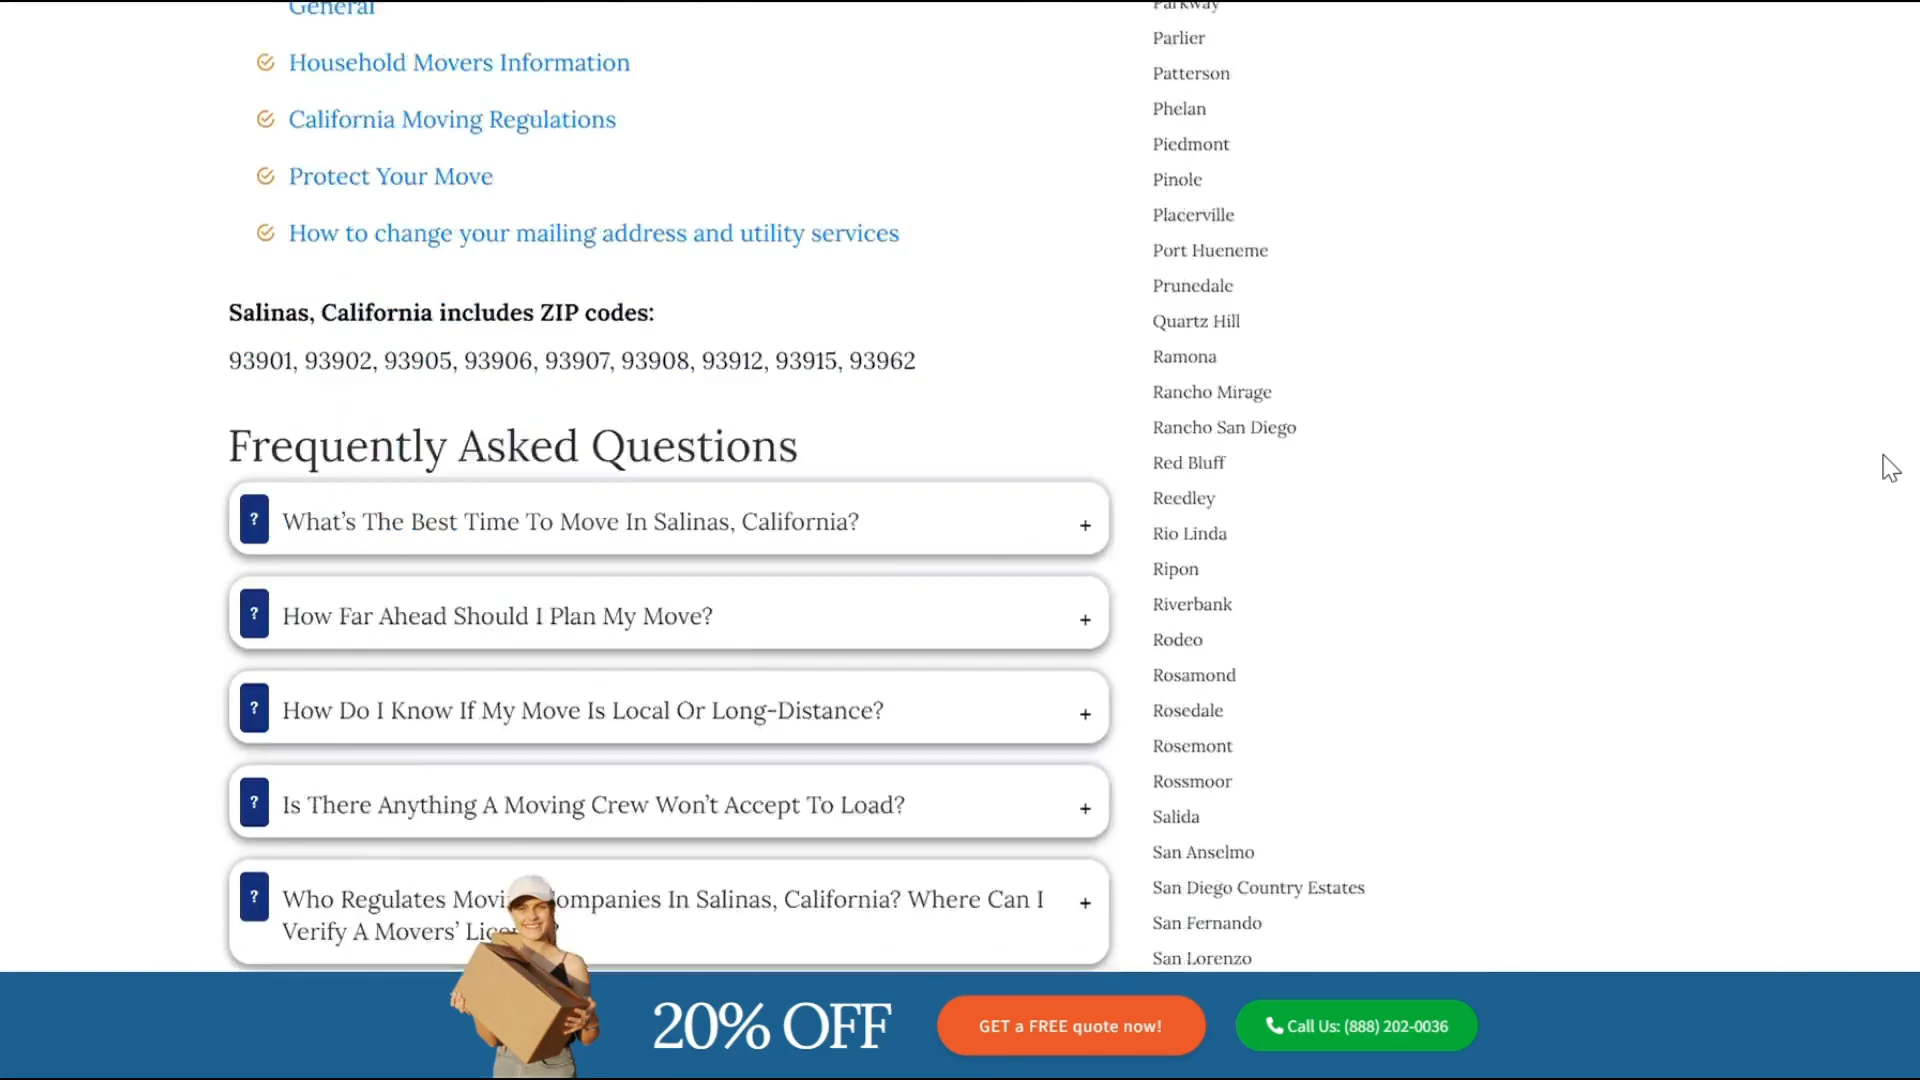 General
Household Movers Information
California Moving Regulations
Protect Your Move
How to change your mailing address and utility services
Salinas, California includes ZIP codes:
93901, 93902, 93905, 93906, 93907, 93908, 93912, 93915, 93962
Frequently Asked Questions
? What's The Best Time To Move In Salinas, California? +
? How Far Ahead Should I Plan My Move? +
? How Do I Know If My Move Is Local Or Long-Distance? +
? Is There Anything A Moving Crew Won't Accept To Load? +
? Who Regulates Companies In Salinas, California? Where Can I +
Verify A Movers'
Parkway
Parlier
Patterson
Phelan
Piedmont
Pinole
Placerville
Port Hueneme
Prunedale
Quartz Hill
Ramona
Rancho Mirage
Rancho San Diego
Red Bluff
Reedley
Rio Linda
Ripon
Riverbank
Rodeo
Rosamond
Rosedale
Rosemont
Rossmoor
Salida
San Anselmo
San Diego Country Estates
San Fernando
San Lorenzo
20% OFF
GET a FREE quote now!
Call Us: (888) 202-0036